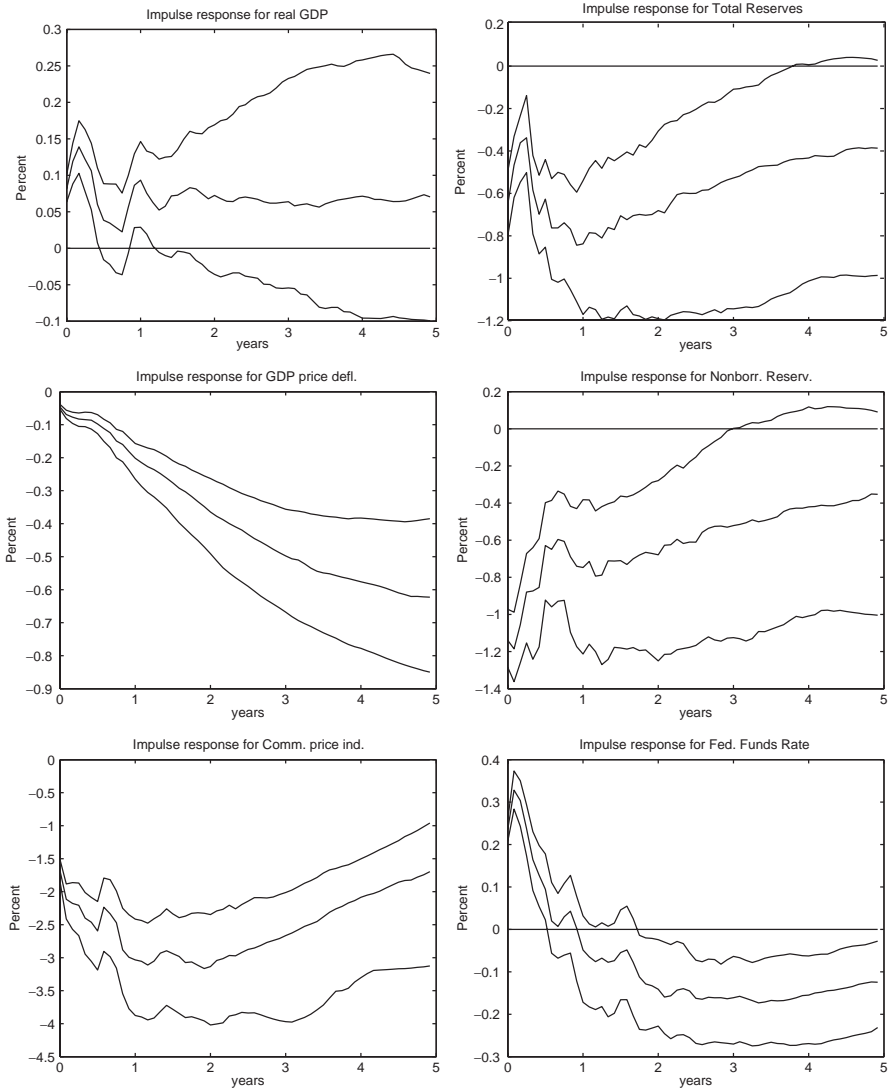 Impulse response for real GDP
0.3
0.25
0.2
0.15
0.1
0.05
0
−0.05
−0.1
Percent
0 1 2 3 4 5
years
Impulse response for Total Reserves
0.2
0
−0.2
−0.4
−0.6
−0.8
−1
−1.2
Percent
0 1 2 3 4 5
years
Impulse response for GDP price defl.
0
−0.1
−0.2
−0.3
−0.4
−0.5
−0.6
−0.7
−0.8
−0.9
Percent
0 1 2 3 4 5
years
Impulse response for Nonborr. Reserv.
0.2
0
−0.2
−0.4
−0.6
−0.8
−1
−1.2
−1.4
Percent
0 1 2 3 4 5
years
Impulse response for Comm. price ind.
0
−0.5
−1
−1.5
−2
−2.5
−3
−3.5
−4
−4.5
Percent
0 1 2 3 4 5
years
Impulse response for Fed. Funds Rate
0.4
0.3
0.2
0.1
0
−0.1
−0.2
−0.3
Percent
0 1 2 3 4 5
years